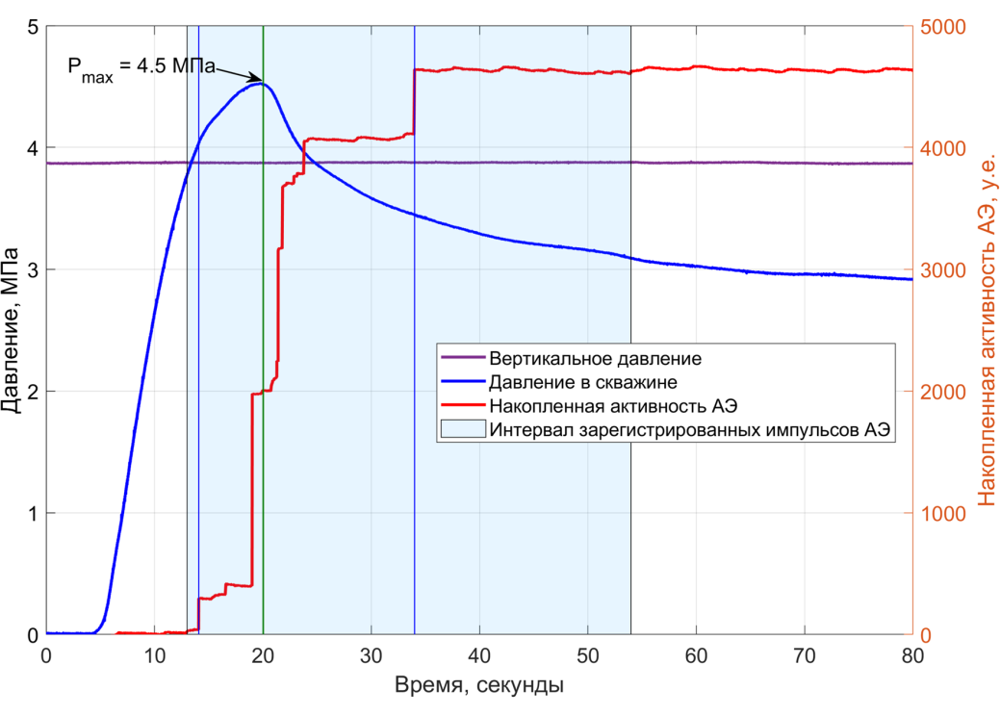 P max = 4.5 МПа
Давление, МПа
5
4
3
2
1
0
5000
4000
3000
2000
1000
0
Накопленная активность АЭ, у.е.
Вертикальное давление
Давление в скважине
Накопленная активность АЭ
Интервал зарегистрированных импульсов АЭ
0 10 20 30 40 50 60 70 80
Время, секунды